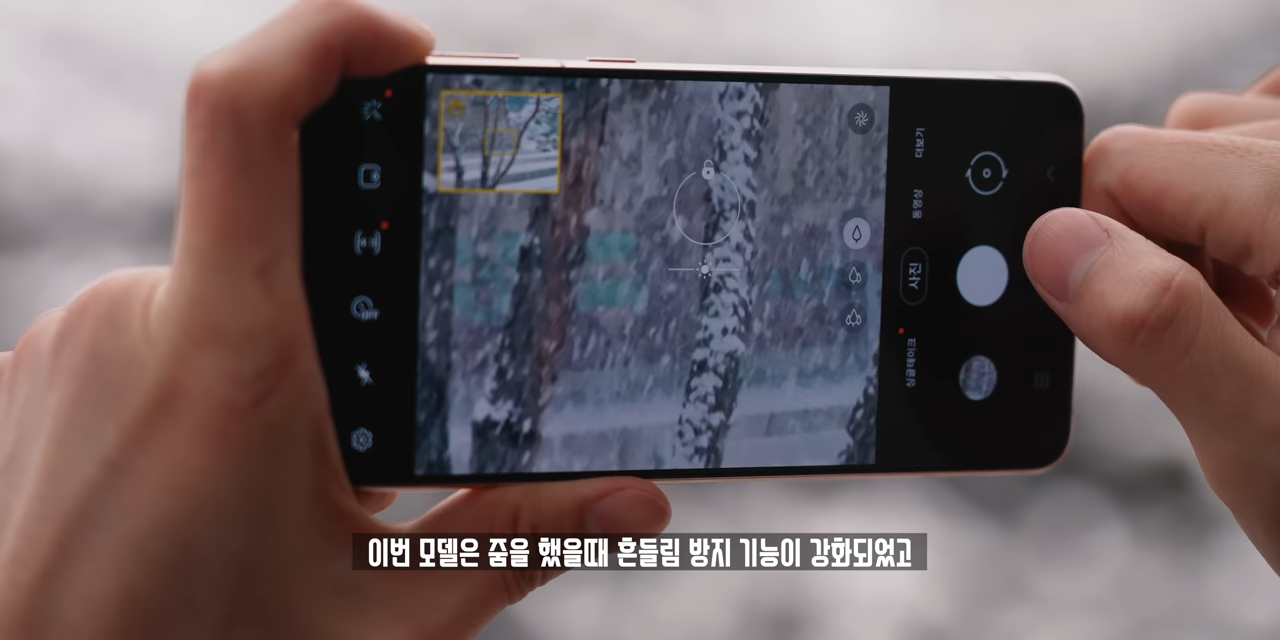 더보기
동영상
사진
싱글테이크
이번 모델은 줌을 했을때 흔들림 방지 기능이 강화되었고